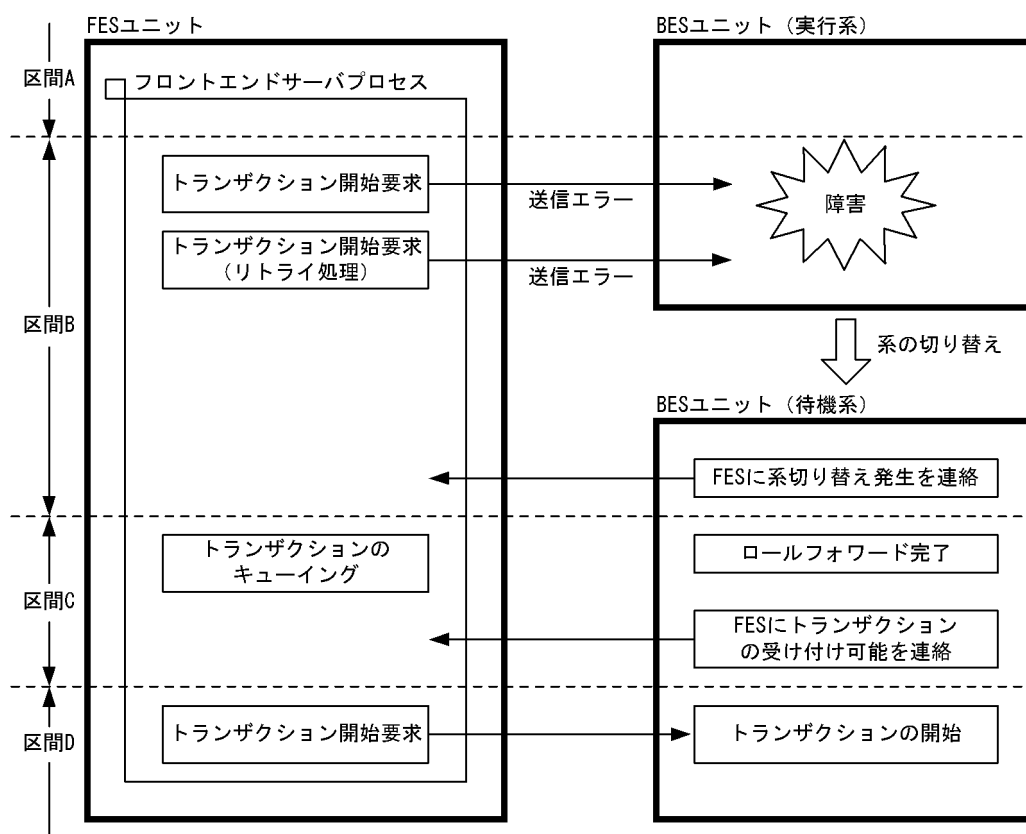 FESユニット
BESユニット（実行系）
区間A
フロントエンドサーバプロセス
トランザクション開始要求
送信エラー
障害
トランザクション開始要求
（リトライ処理）
送信エラー
区間B
系の切り替え
BESユニット（待機系）
FESに系切り替え発生を連絡
トランザクションの
キューイング
ロールフォワード完了
区間C
FESにトランザクション
の受け付け可能を連絡
区間D
トランザクション開始要求
トランザクションの開始